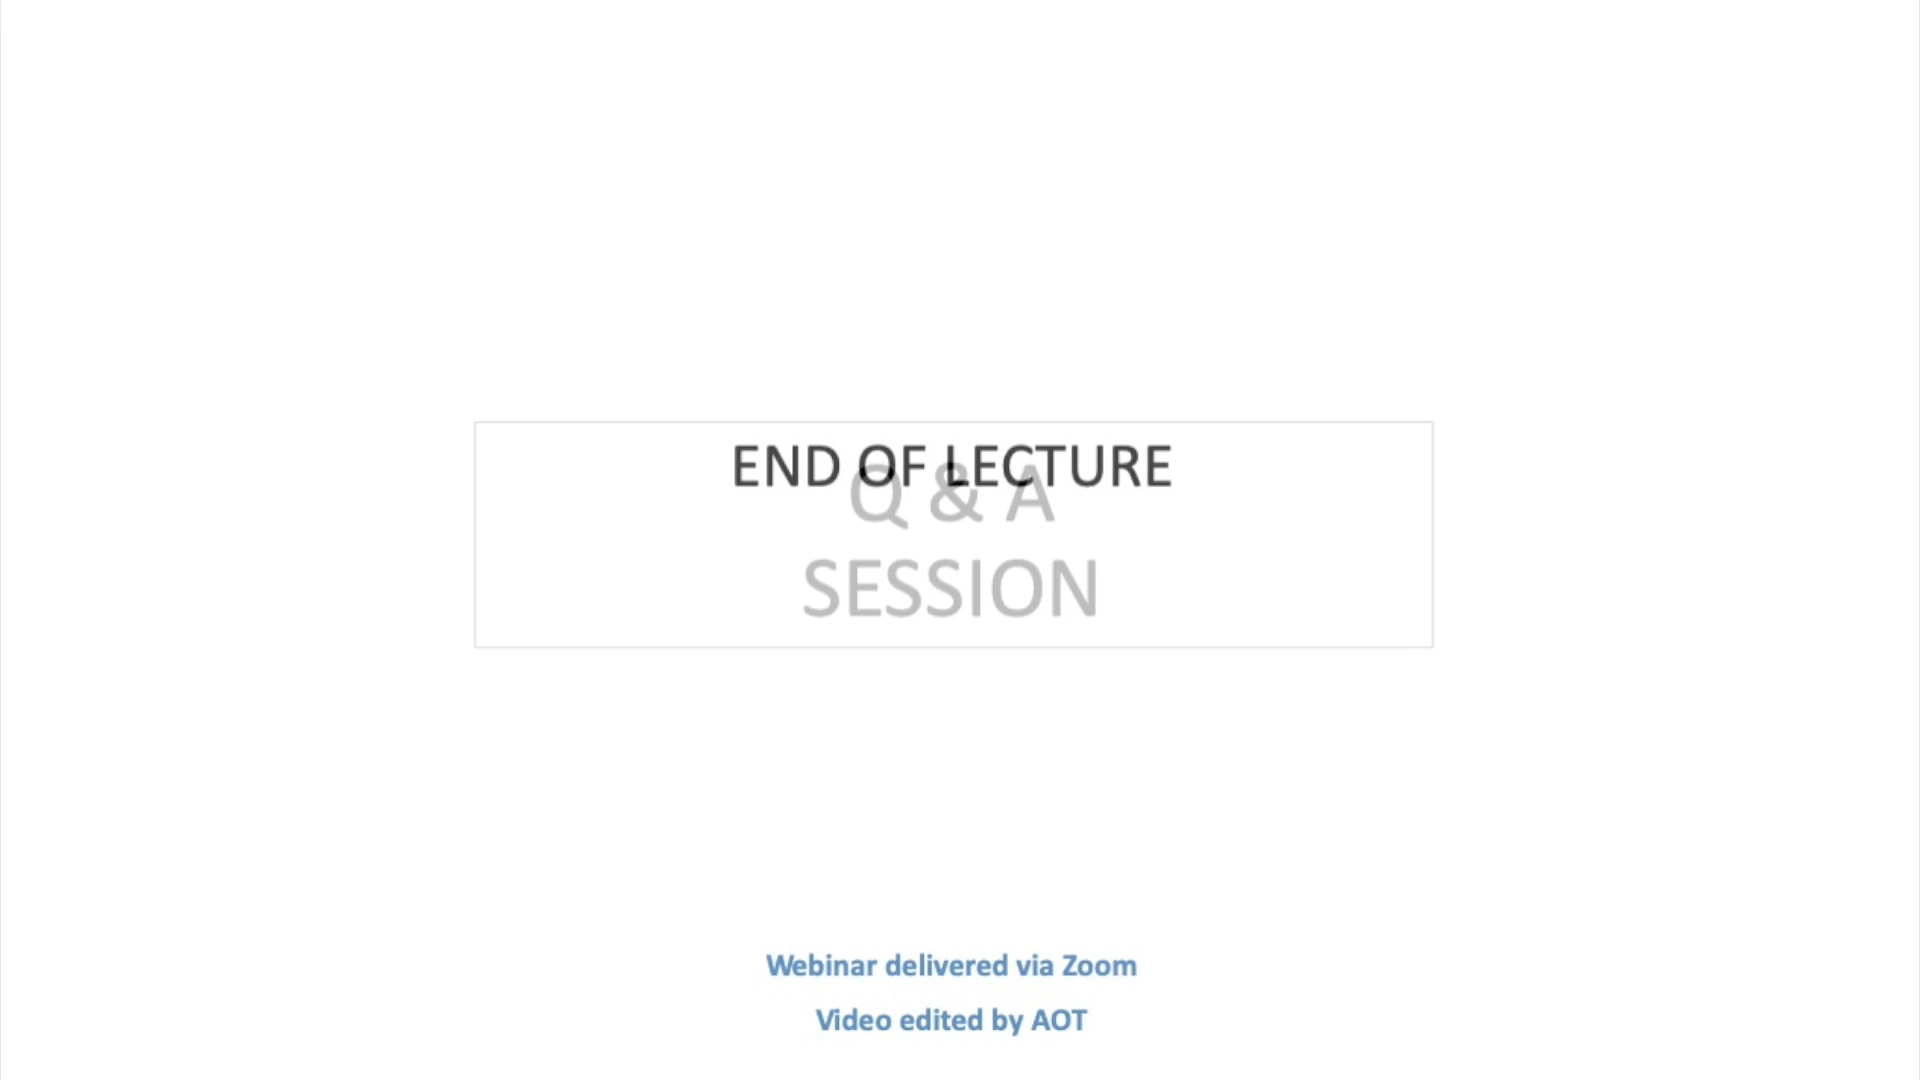 END OF LECTURE
Q & A
SESSION
Webinar delivered via Zoom
Video edited by AOT